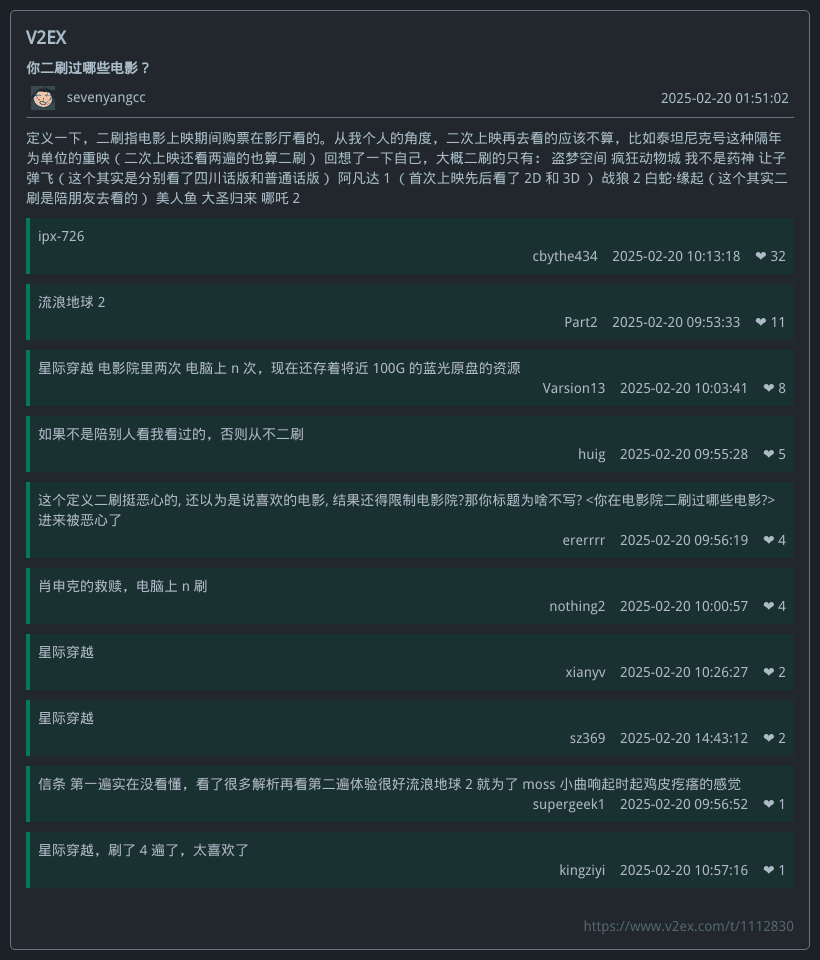 V2EX
你二刷过哪些电影？
sevenyangcc 2025-02-20 01:51:02
定义一下，二刷指电影上映期间购票在影厅看的。从我个人的角度，二次上映再去看的应该不算，比如泰坦尼克号这种隔年
为单位的重映（二次上映还看两遍的也算二刷） 回想了一下自己，大概二刷的只有： 盗梦空间 疯狂动物城 我不是药神 让子
弹飞（这个其实是分别看了四川话版和普通话版） 阿凡达 1 （首次上映先后看了 2D 和 3D ） 战狼 2 白蛇·缘起（这个其实二
刷是陪朋友去看的） 美人鱼 大圣归来 哪吒 2
ipx-726
cbythe434 2025-02-20 10:13:18 ❤ 32
流浪地球 2
Part2 2025-02-20 09:53:33 ❤ 11
星际穿越 电影院里两次 电脑上 n 次，现在还存着将近 100G 的蓝光原盘的资源
Varsion13 2025-02-20 10:03:41 ❤ 8
如果不是陪别人看我看过的，否则从不二刷
huig 2025-02-20 09:55:28 ❤ 5
这个定义二刷挺恶心的, 还以为是说喜欢的电影, 结果还得限制电影院?那你标题为啥不写? <你在电影院二刷过哪些电影?>
进来被恶心了
ererrrr 2025-02-20 09:56:19 ❤ 4
肖申克的救赎，电脑上 n 刷
nothing2 2025-02-20 10:00:57 ❤ 4
星际穿越
xianyv 2025-02-20 10:26:27 ❤ 2
星际穿越
sz369 2025-02-20 14:43:12 ❤ 2
信条 第一遍实在没看懂，看了很多解析再看第二遍体验很好流浪地球 2 就为了 moss 小曲响起时起鸡皮疙瘩的感觉
supergeek1 2025-02-20 09:56:52 ❤ 1
星际穿越，刷了 4 遍了，太喜欢了
kingziyi 2025-02-20 10:57:16 ❤ 1
https://www.v2ex.com/t/1112830